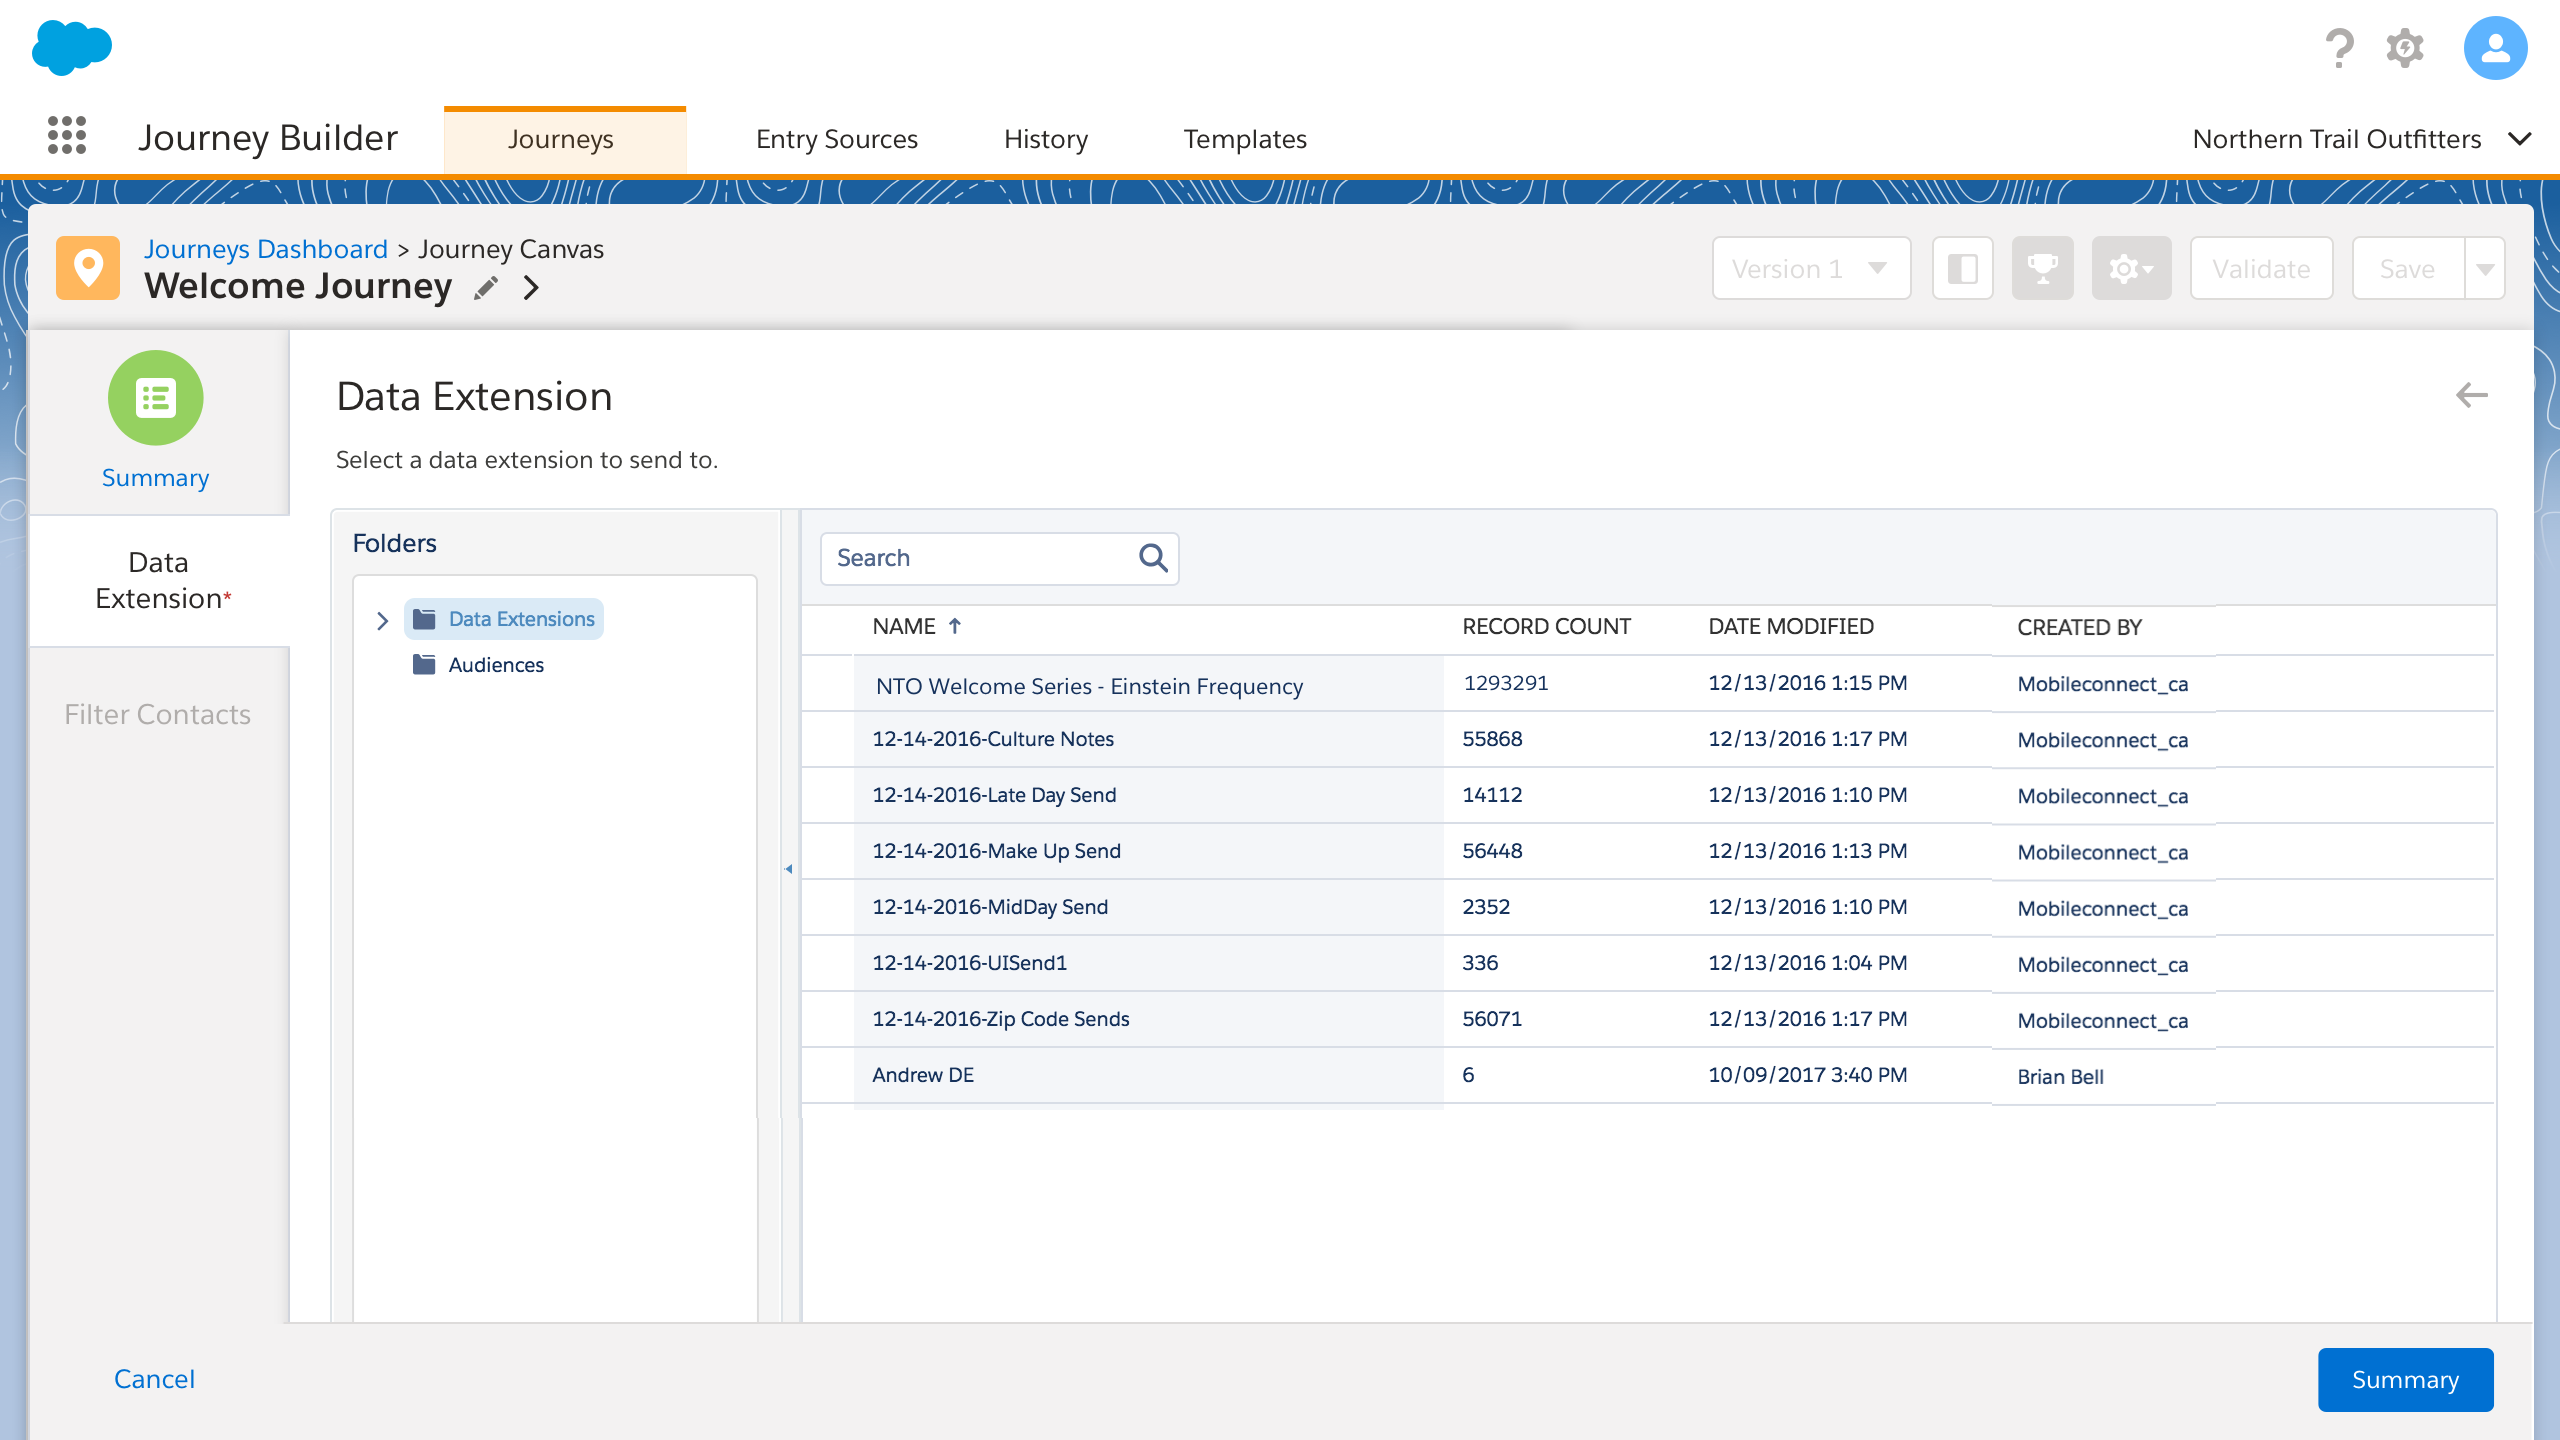 Journey Builder
Journeys
Entry Sources
History
Templates
Northern Trail Outfitters
Journeys Dashboard > Journey Canvas
Welcome Journey
Version 1
Validate
Save
Summary
Data
Extension*
Filter Contacts
Data Extension
Select a data extension to send to.
Folders
Data Extensions
Audiences
Search
NAME RECORD COUNT DATE MODIFIED CREATED BY
NTO Welcome Series - Einstein Frequency 1293291 12/13/2016 1:15 PM Mobileconnect_ca
12-14-2016-Culture Notes 55868 12/13/2016 1:17 PM Mobileconnect_ca
12-14-2016-Late Day Send 14112 12/13/2016 1:10 PM Mobileconnect_ca
12-14-2016-Make Up Send 56448 12/13/2016 1:13 PM Mobileconnect_ca
12-14-2016-MidDay Send 2352 12/13/2016 1:10 PM Mobileconnect_ca
12-14-2016-UISend1 336 12/13/2016 1:04 PM Mobileconnect_ca
12-14-2016-Zip Code Sends 56071 12/13/2016 1:17 PM Mobileconnect_ca
Andrew DE 6 10/09/2017 3:40 PM Brian Bell
Cancel
Summary